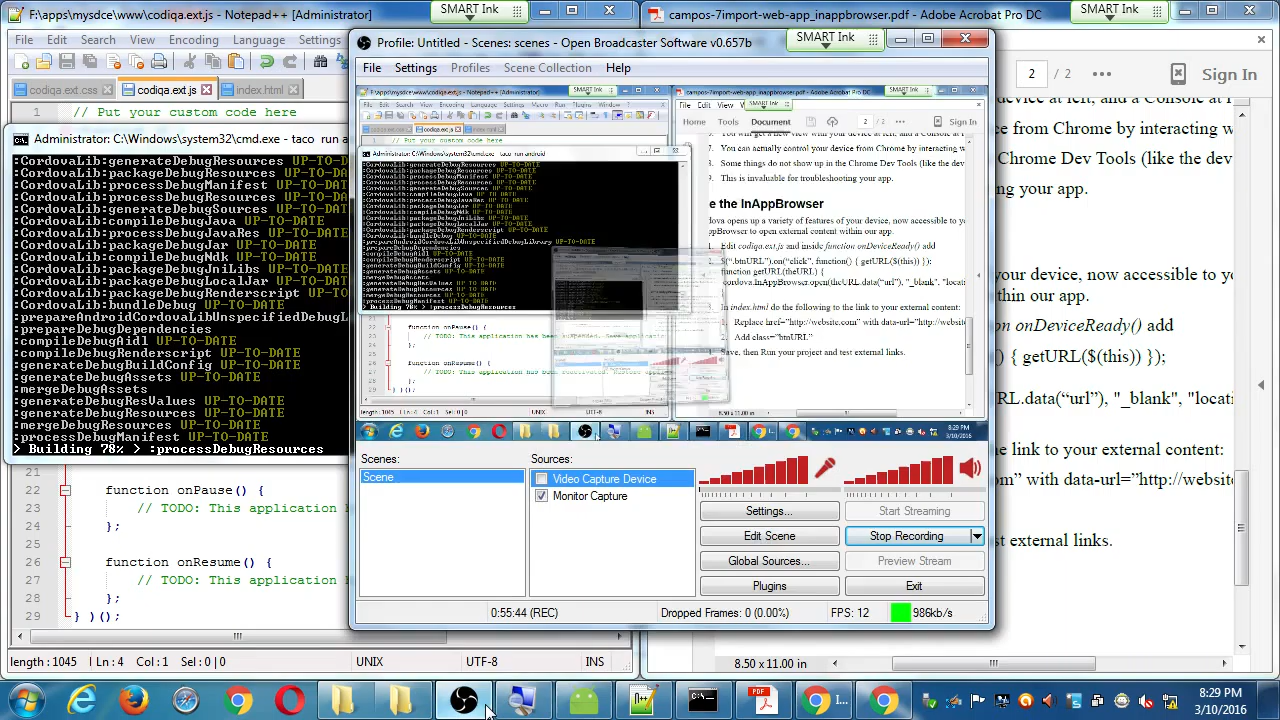 F:\apps\mysdce\www\codiqa.ext.js - Notepad++ [Administrator]
SMART Ink
File Edit Search View Encoding Language
codiqa.ext.css codiqa.ext.js index.html
1 // Put your custom code here
Administrator: C:\Windows\system32\cmd.exe - taco run a
:CordovaLib:generateDebugResources UP-TO-DA
:CordovaLib:packageDebugResources UP-TO-DAT
:CordovaLib:processDebugManifest UP-TO-DATE
:CordovaLib:processDebugResources UP-TO-DAT
:CordovaLib:generateDebugSources UP-TO-DATE
:CordovaLib:compileDebugJava UP-TO-DATE
:CordovaLib:processDebugJavaRes UP-TO-DATE
:CordovaLib:packageDebugJar UP-TO-DATE
:CordovaLib:compileDebugNdk UP-TO-DATE
:CordovaLib:packageDebugJniLibs UP-TO-DATE
:CordovaLib:packageDebugLocalJar UP-TO-DATE
:CordovaLib:packageDebugRenderscript UP-TO-
:CordovaLib:bundleDebug UP-TO-DATE
:prepareAndroidCordovaLibUnspecifiedDebugL
:prepareDebugDependencies
:compileDebugAidl UP-TO-DATE
:compileDebugRenderscript UP-TO-DATE
:generateDebugBuildConfig UP-TO-DATE
:generateDebugAssets UP-TO-DATE
:mergeDebugAssets
:generateDebugResValues UP-TO-DATE
:generateDebugResources UP-TO-DATE
:mergeDebugResources UP-TO-DATE
:processDebugManifest UP-TO-DATE
> Building 78% > :processDebugResources
21
22 function onPause() {
23 // TODO: This application h
24 };
25
26 function onResume() {
27 // TODO: This application h
28 };
29 } )();
length : 1045 Ln : 4 Col : 1 Sel : 0 | 0 UNIX UTF-8 INS
Profile: Untitled - Scenes: scenes - Open Broadcaster Software v0.657b
SMART Ink
File Settings Profiles Scene Collection Help
Scenes: Sources:
Scene
Video Capture Device
Monitor Capture
Settings... Start Streaming
Edit Scene Stop Recording
Global Sources... Preview Stream
Plugins Exit
0:55:44 (REC) Dropped Frames: 0 (0.00%) FPS: 12 986kb/s
campos-7import-web-app_inappbrowser.pdf - Adobe Acrobat Pro DC
SMART Ink
2 / 2 Sign In
device at left, and a Console at ri
ce from Chrome by interacting w
Chrome Dev Tools (like the dev
ng your app.
your device, now accessible to yo
ithin our app.
on onDeviceReady() add
) { getURL($(this)) });
RL.data("url"), "_blank", "locati
he link to your external content:
om" with data-url="http://website
st external links.
8.50 x 11.00 in
PDF
8:29 PM
3/10/2016